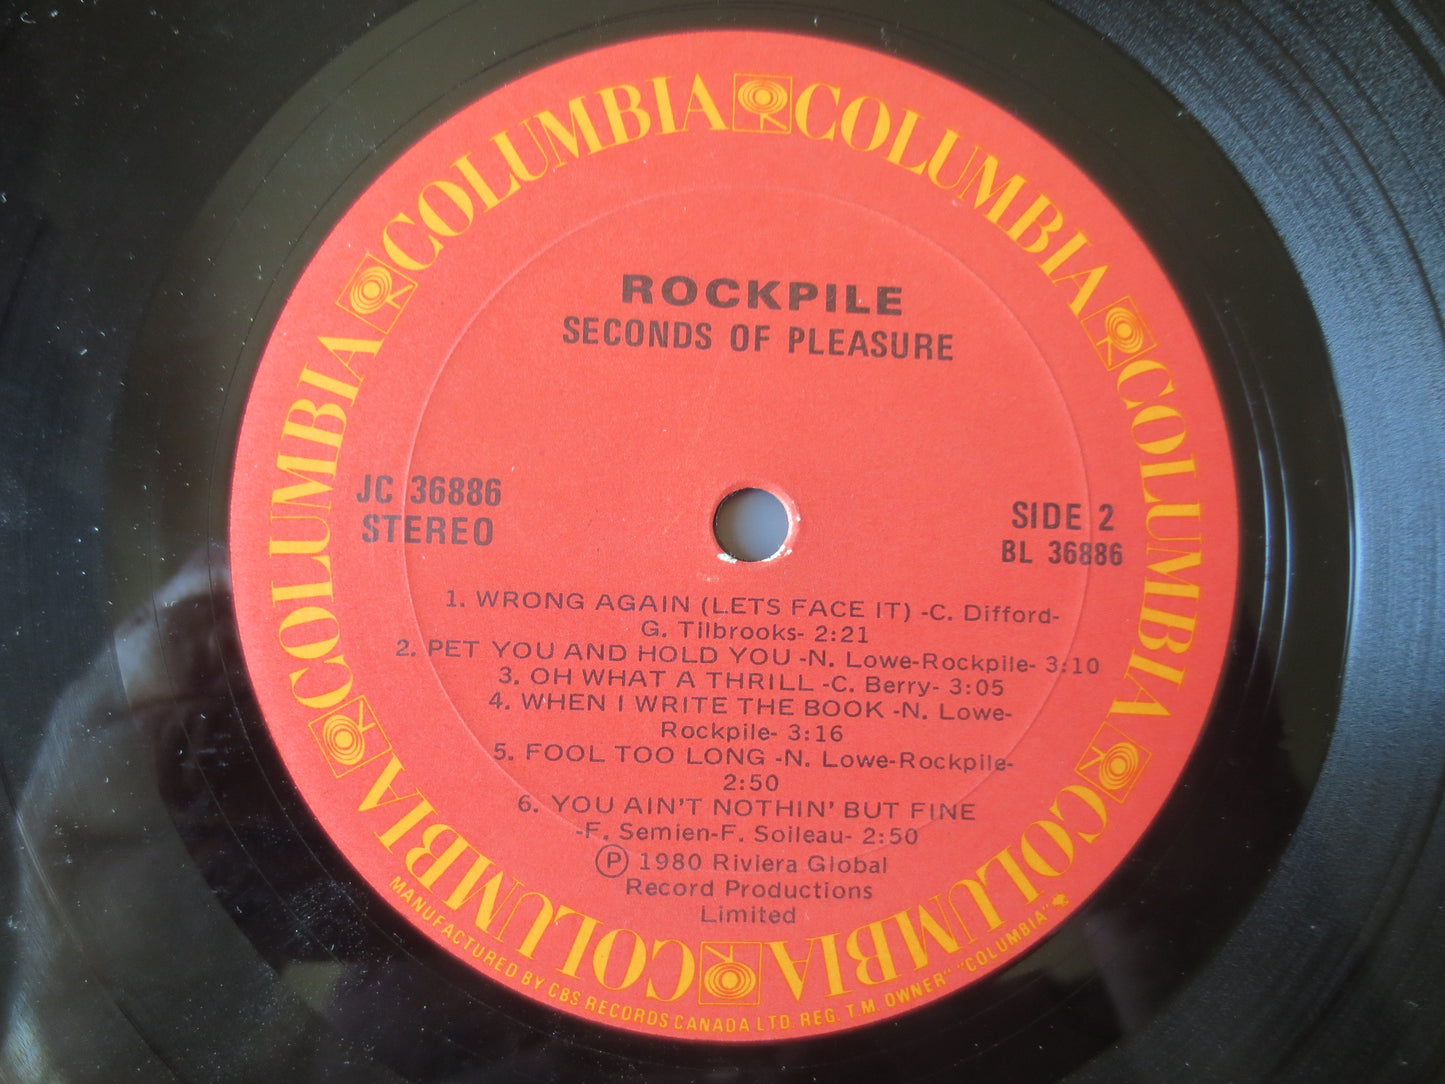 COLUMBIA COLUMBIA COLUMBIA COLUMBIA COLUMBIA COLUMBIA COLUMBIA COLUMBIA
ROCKPILE
SECONDS OF PLEASURE
JC 36886
STEREO
SIDE 2
BL 36886
1. WRONG AGAIN (LETS FACE IT) -C. Difford-
G. Tilbrooks- 2:21
2. PET YOU AND HOLD YOU -N. Lowe-Rockpile- 3:10
3. OH WHAT A THRILL -C. Berry- 3:05
4. WHEN I WRITE THE BOOK -N. Lowe-
Rockpile- 3:16
5. FOOL TOO LONG -N. Lowe-Rockpile-
2:50
6. YOU AIN'T NOTHIN' BUT FINE
-F. Semien-F. Soileau- 2:50
Ⓟ 1980 Riviera Global
Record Productions
Limited
MANUFACTURED BY CBS RECORDS CANADA LTD. REG. T.M. OWNER" "COLUMBIA"